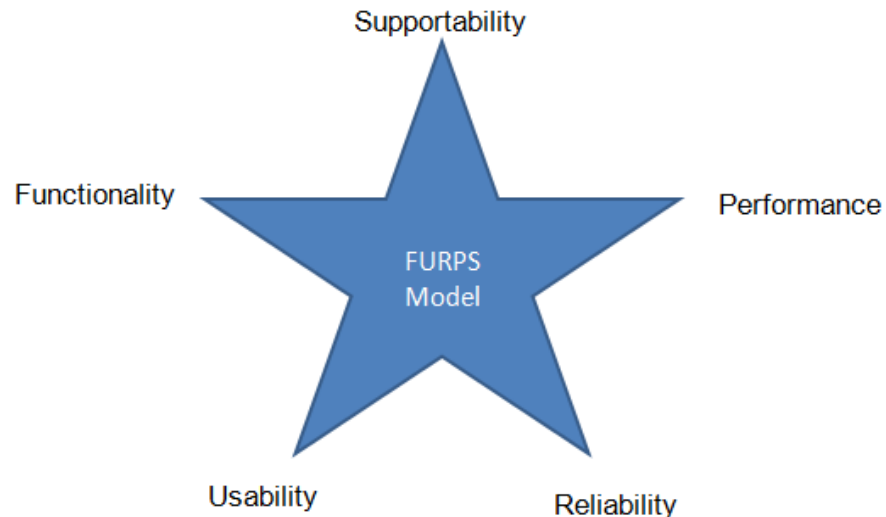 Supportability
Functionality
Performance
FURPS
Model
Usability
Reliability